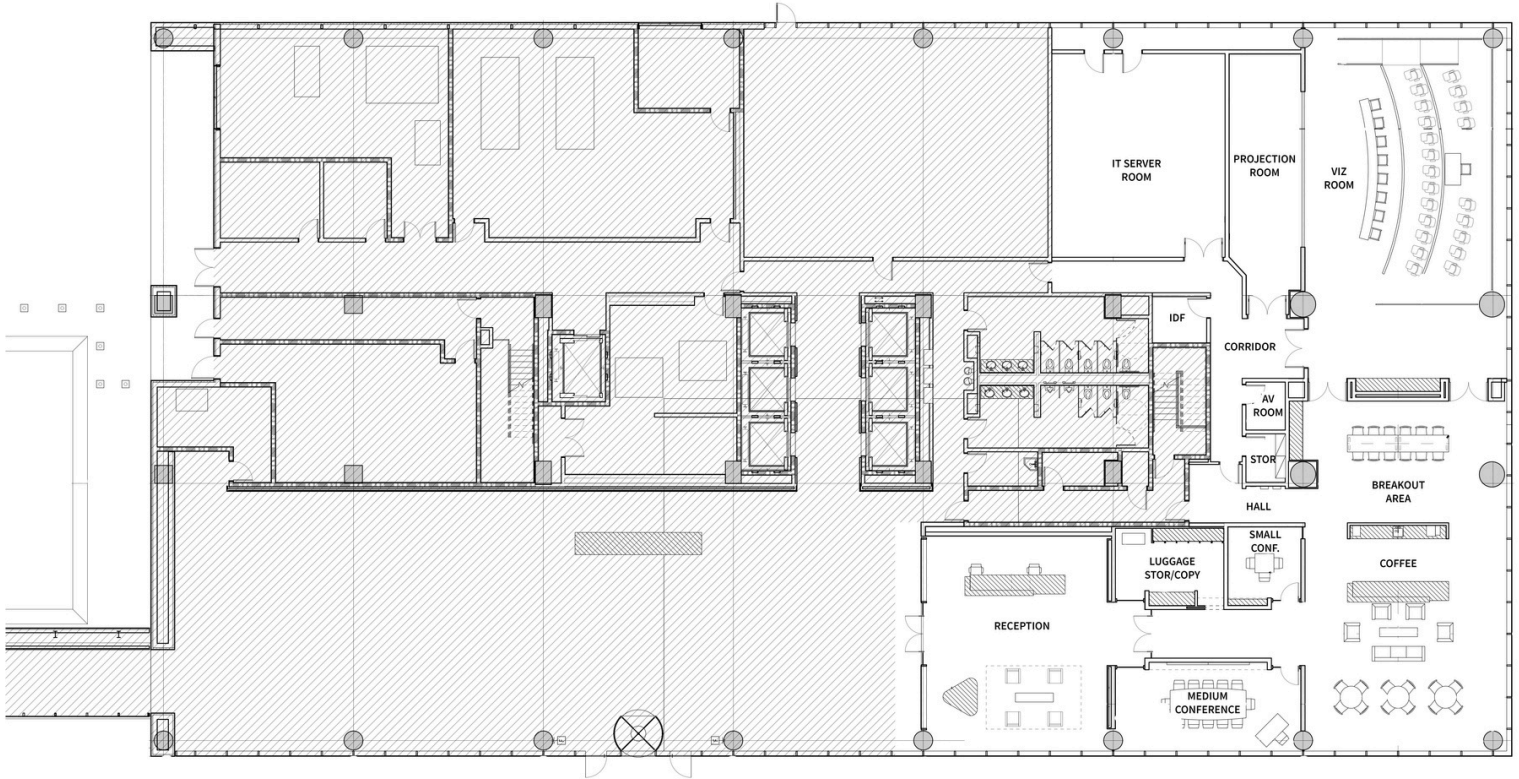 IT SERVER
ROOM
PROJECTION
ROOM
VIZ
ROOM
IDF
CORRIDOR
AV
ROOM
STOR
BREAKOUT
AREA
HALL
SMALL
CONF.
LUGGAGE
STOR/COPY
COFFEE
RECEPTION
MEDIUM
CONFERENCE